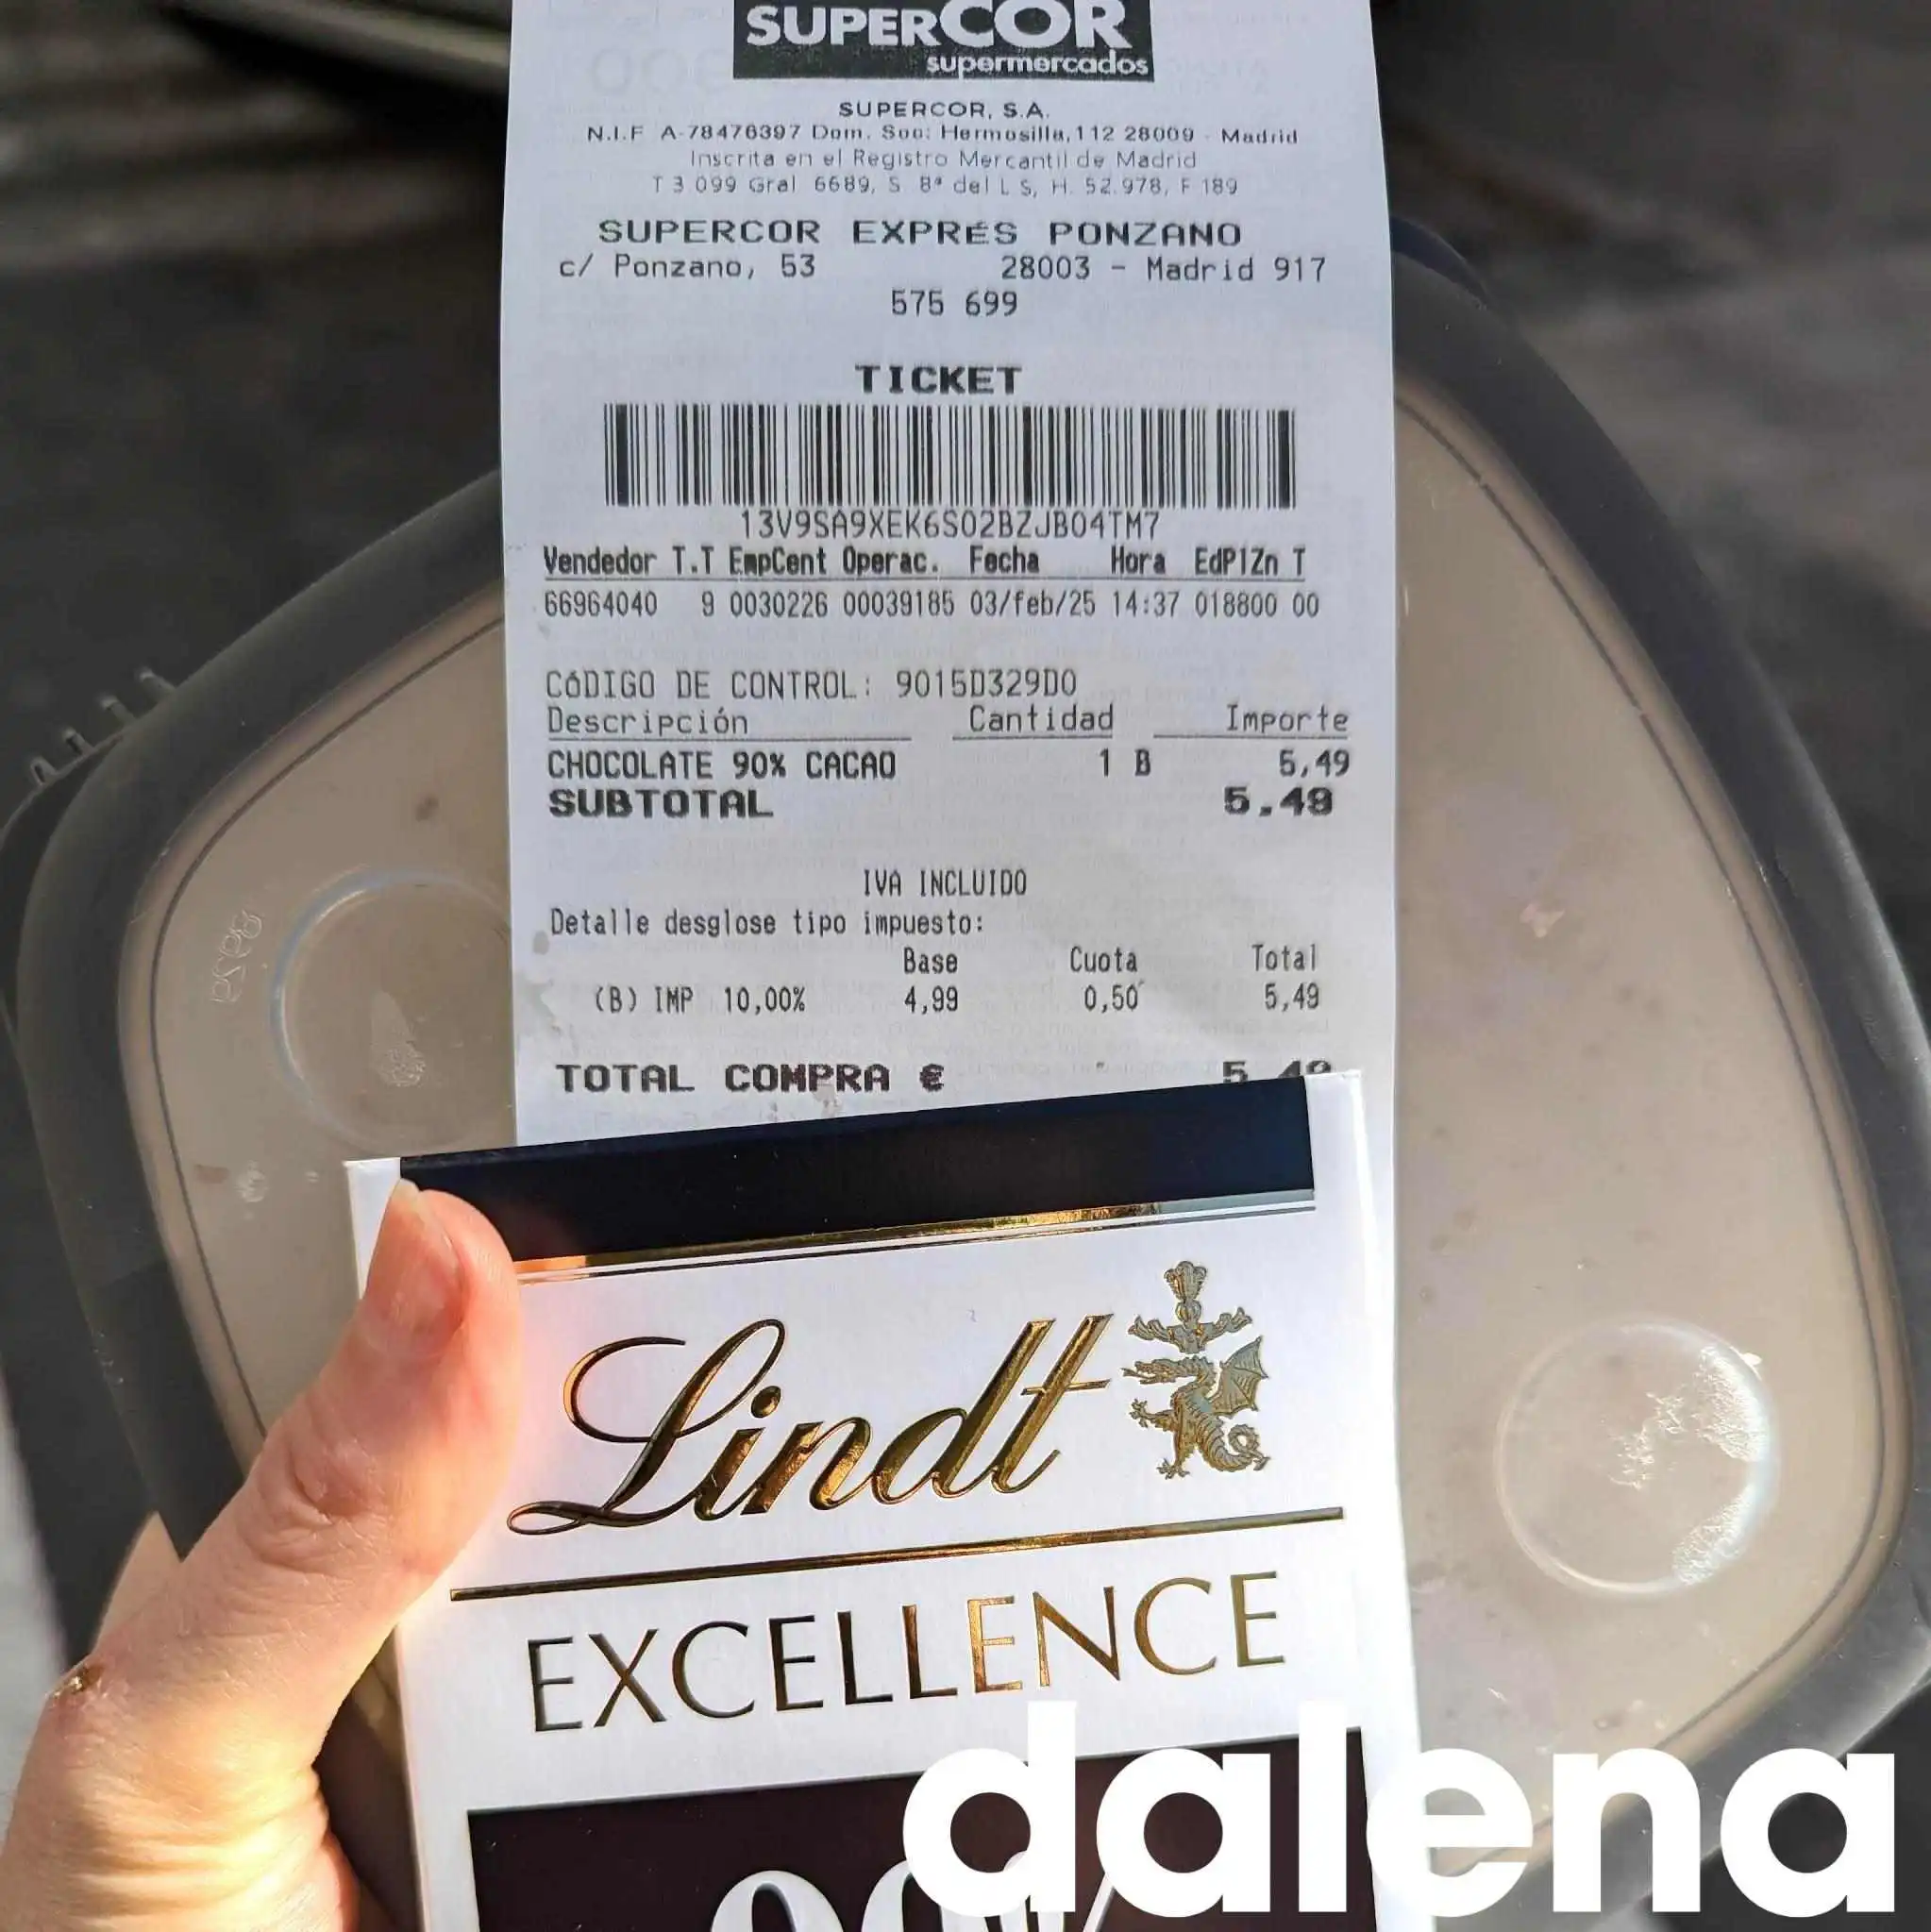 SUPERCOR
supermercados
SUPERCOR, S.A.
N.I.F A-78476397 Dom. Soc: Hermosilla, 112 28009 - Madrid
Inscrita en el Registro Mercantil de Madrid
T 3 099 Gral 6689, S 8ª del L S, H. 52.978, F 189
SUPERCOR EXPRÉS PONZANO
c/ Ponzano, 53 28003 - Madrid 917
575 699
TICKET
13V9SA9XEK6S02BZJB04TM7
Vendedor T.T EmpCent Operac. Fecha Hora EdPlZn T
66964040 9 0030226 00039185 03/feb/25 14:37 018800 00
CÓDIGO DE CONTROL: 9015D329D0
Descripción Cantidad Importe
CHOCOLATE 90% CACAO 1 B 5,49
SUBTOTAL 5.49
IVA INCLUIDO
Detalle desglose tipo impuesto:
Base Cuota Total
(B) IMP 10,00% 4,99 0,50 5,49
TOTAL COMPRA € 5.49
Lindt
EXCELLENCE
90%
dalena